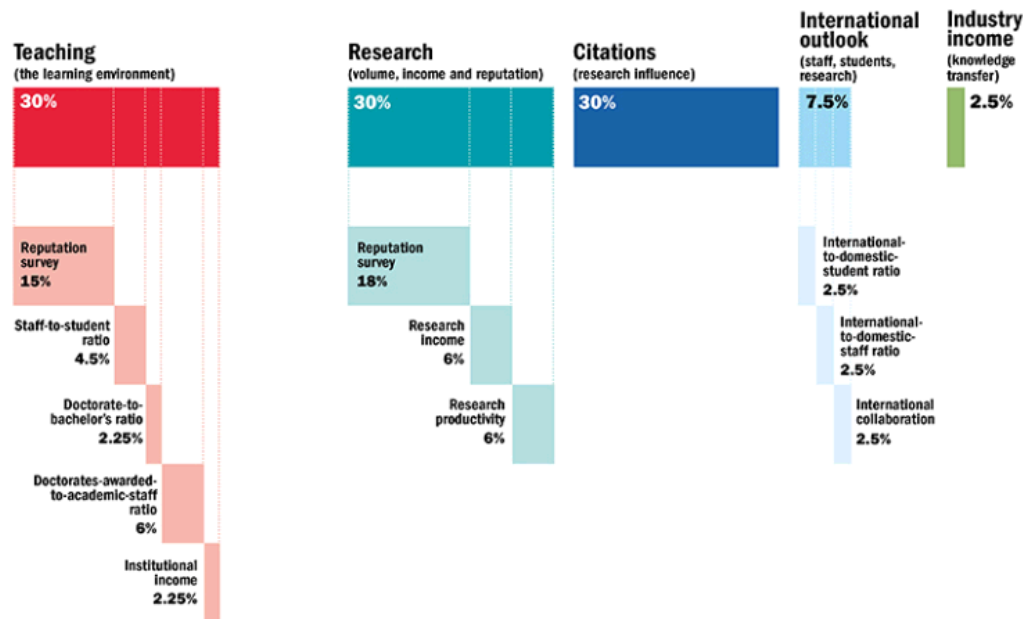 Teaching
(the learning environment)
30%
Reputation
survey
15%
Staff-to-student
ratio
4.5%
Doctorate-to-
bachelor's ratio
2.25%
Doctorates-awarded-
to-academic-staff
ratio
6%
Institutional
income
2.25%
Research
(volume, income and reputation)
30%
Reputation
survey
18%
Research
income
6%
Research
productivity
6%
Citations
(research influence)
30%
International
outlook
(staff, students,
research)
7.5%
International-
to-domestic-
student ratio
2.5%
International-
to-domestic-
staff ratio
2.5%
International
collaboration
2.5%
Industry
income
(knowledge
transfer)
2.5%